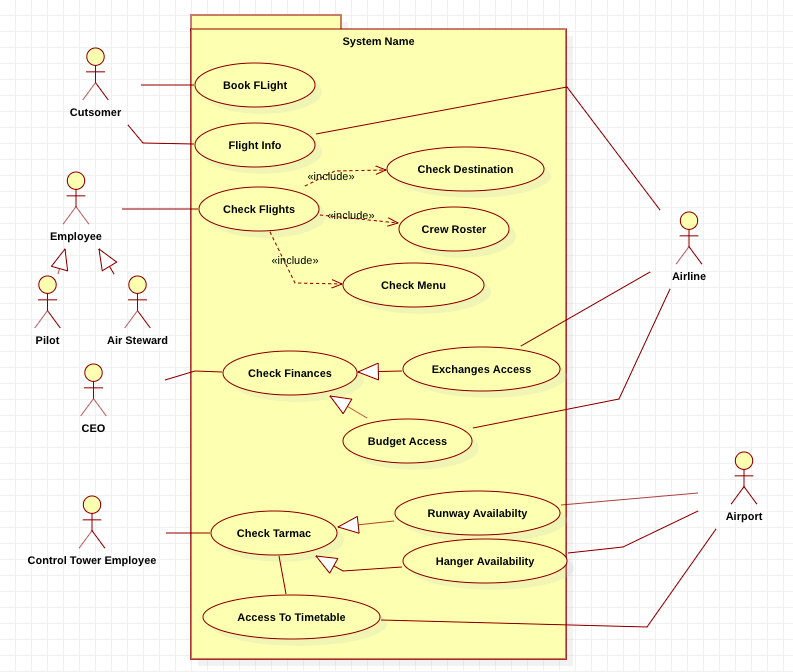 System Name
Book FLight
Cutsomer
Flight Info
«include»
Check Destination
Check Flights
«include»
Crew Roster
Employee
«include»
Check Menu
Airline
Pilot
Air Steward
Check Finances
Exchanges Access
CEO
Budget Access
Runway Availabilty
Airport
Check Tarmac
Control Tower Employee
Hanger Availability
Access To Timetable